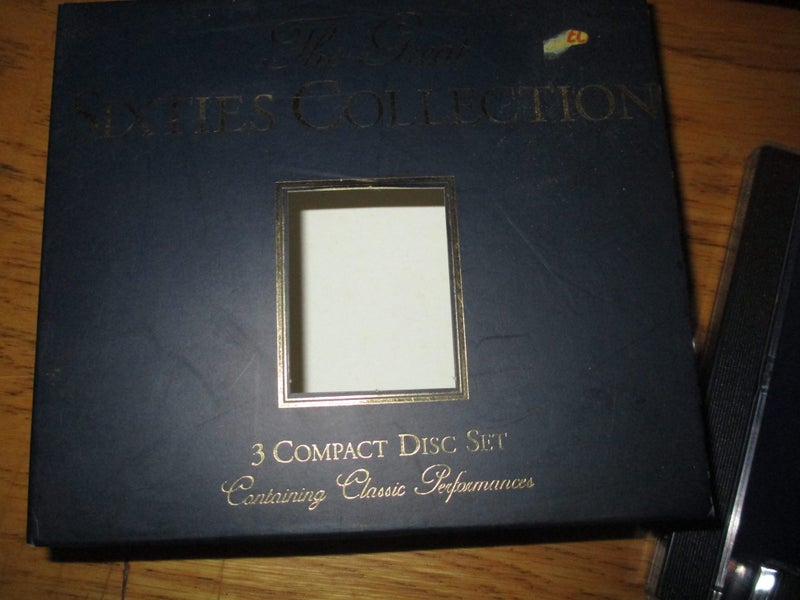 The Great
SIXTIES COLLECTION
3 COMPACT DISC SET
Containing Classic Performances